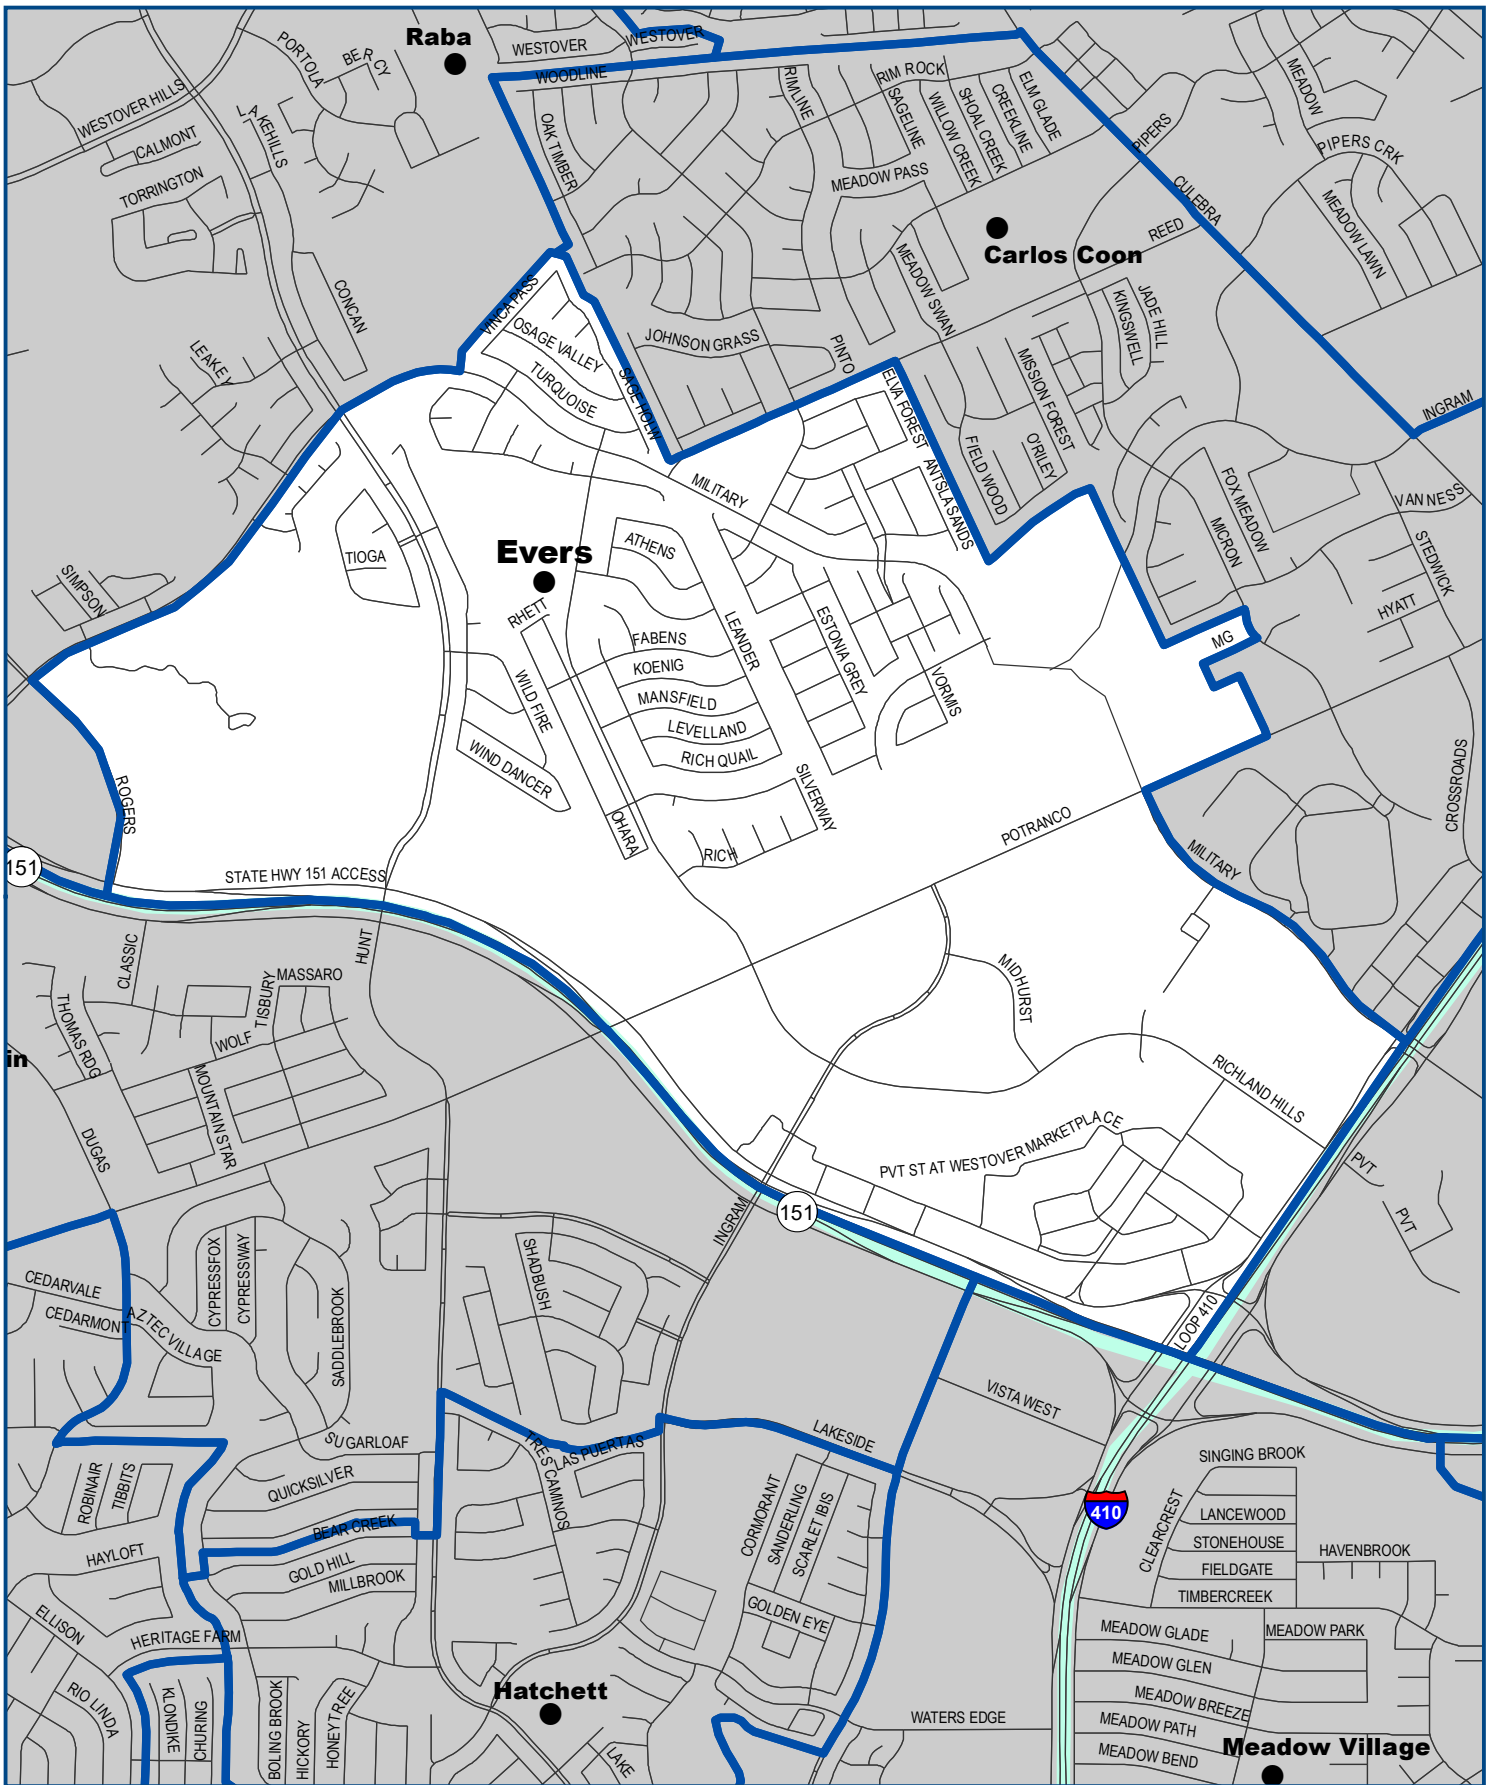 Raba
WESTOVER
WESTOVER
PORTOLA
BERCY
WOODLINE
WESTOVER HILLS
LAKEHILLS
CALMONT
TORRINGTON
OAK TIMBER
RIMLINE
RIM ROCK
SAGELINE
WILLOW CREEK
SHOAL CREEK
CREEKLINE
ELM GLADE
MEADOW
PIPERS
PIPERS CRK
MEADOW PASS
CULEBRA
MEADOW LAWN
REED
Carlos Coon
MEADOW SWAN
CONCAN
VINCA PASS
OSAGE VALLEY
TURQUOISE
SAGE HOLW
JOHNSON GRASS
PINTO
KINGSWELL
JADE HILL
LEAKEY
ELVA FOREST
MISSION FOREST
O'RILEY
FIELD WOOD
INGRAM
ANTSLA SANDS
MILITARY
FOX MEADOW
MICRON
VAN NESS
STEDWICK
HYATT
TIOGA
Evers
ATHENS
SIMPSON
RHETT
FABENS
KOENIG
MANSFIELD
LEVELLAND
RICH QUAIL
LEANDER
ESTONIA GREY
VORMIS
MG
WILD FIRE
WIND DANCER
OHARA
SILVERWAY
RICH
ROGERS
POTRANCO
MILITARY
CROSSROADS
151
STATE HWY 151 ACCESS
CLASSIC
HUNT
TISBURY
MASSARO
THOMAS RDG
WOLF
MOUNTAIN STAR
in
DUGAS
MIDHURST
RICHLAND HILLS
PVT ST AT WESTOVER MARKETPLACE
PVT
PVT
INGRAM
151
LOOP 410
CEDARVALE
CEDARMONT
AZTEC VILLAGE
CYPRESSFOX
CYPRESSWAY
SADDLEBROOK
SHADBUSH
VISTA WEST
LAKESIDE
SUGARLOAF
TRES CAMINOS
LAS PUERTAS
ROBINAIR
TIBBITS
QUICKSILVER
BEAR CREEK
GOLD HILL
MILLBROOK
HAYLOFT
CORMORANT
SANDERLING
SCARLET IBIS
GOLDEN EYE
410
SINGING BROOK
CLEARCREST
LANCEWOOD
STONEHOUSE
FIELDGATE
HAVENBROOK
TIMBERCREEK
ELLISON
HERITAGE FARM
RIO LINDA
KLONDIKE
CHURING
BOLING BROOK
HICKORY
HONEYTREE
Hatchett
LAKE
WATERS EDGE
MEADOW GLADE
MEADOW PARK
MEADOW GLEN
MEADOW BREEZE
MEADOW PATH
MEADOW BEND
Meadow Village